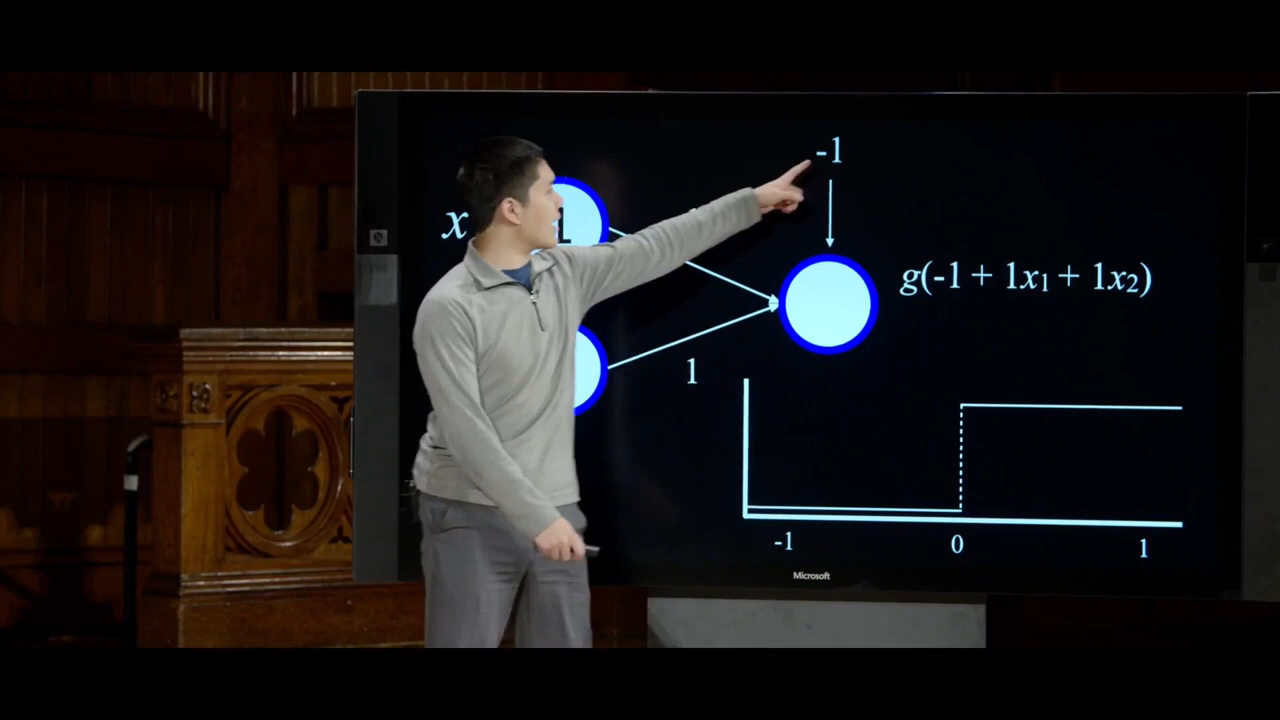 -1
x
g(-1 + 1x₁ + 1x₂)
1
-1 0 1
Microsoft